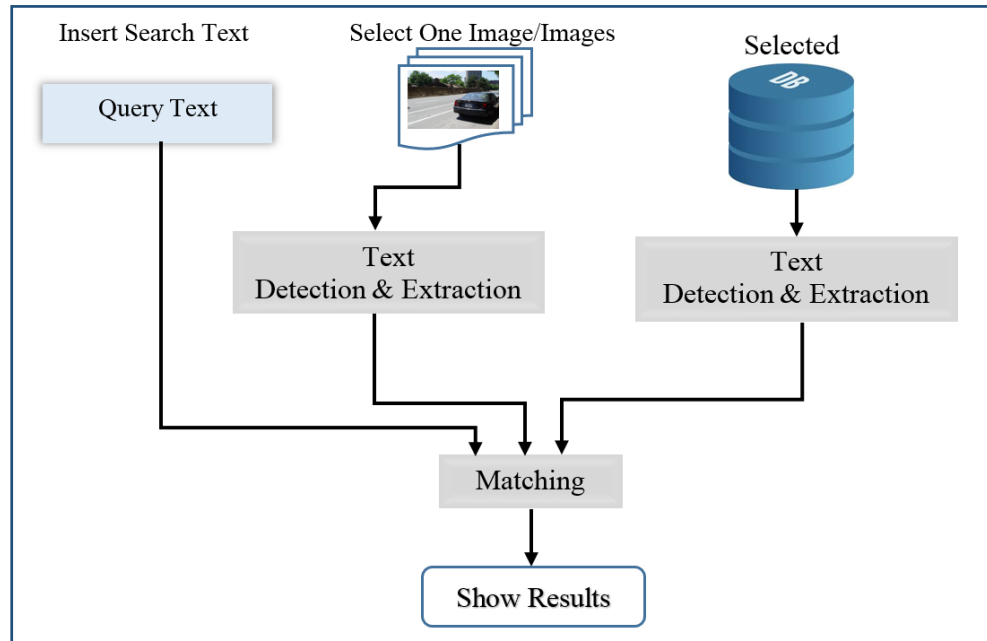 Insert Search Text
Select One Image/Images
Selected
DB
Query Text
Text
Detection & Extraction
Text
Detection & Extraction
Matching
Show Results